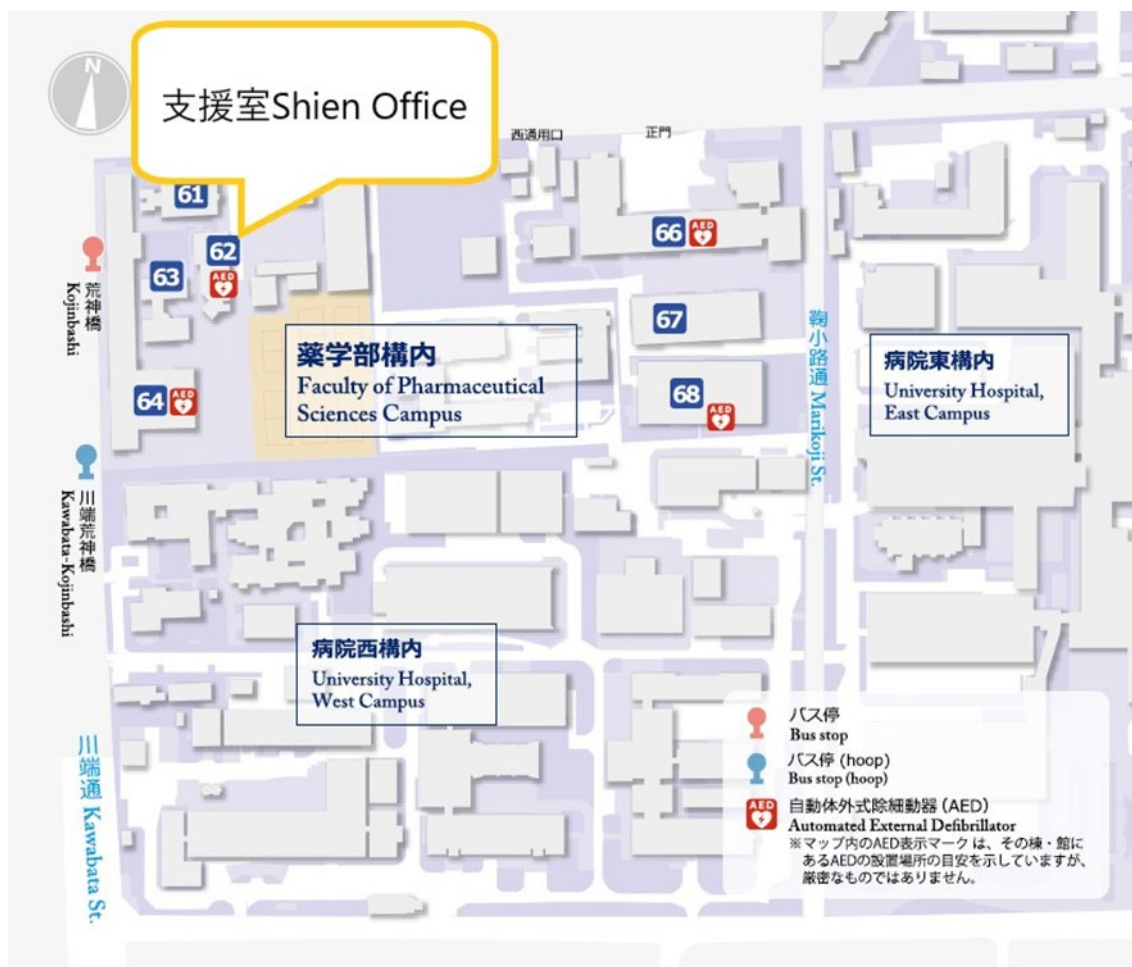 N
支援室Shien Office
西通用口
正門
61
62
AED
63
64
AED
66
AED
67
68
AED
荒神橋
Kojinbashi
川端荒神橋
Kawabata-Kojinbashi
薬学部構内
Faculty of Pharmaceutical
Sciences Campus
鞠小路通 Marikoji St.
病院東構内
University Hospital,
East Campus
病院西構内
University Hospital,
West Campus
川端通 Kawabata St.
バス停
Bus stop
バス停 (hoop)
Bus stop (hoop)
AED
自動体外式除細動器(AED)
Automated External Defibrillator
※マップ内のAED表示マークは、その棟・館に
あるAEDの設置場所の目安を示していますが、
厳密なものではありません。